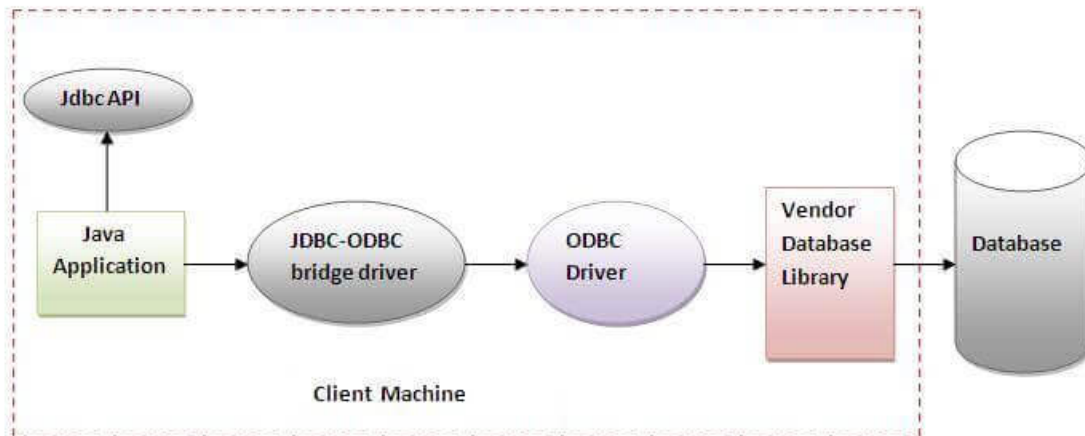 Jdbc API
Java
Application
JDBC-ODBC
bridge driver
ODBC
Driver
Vendor
Database
Library
Database
Client Machine